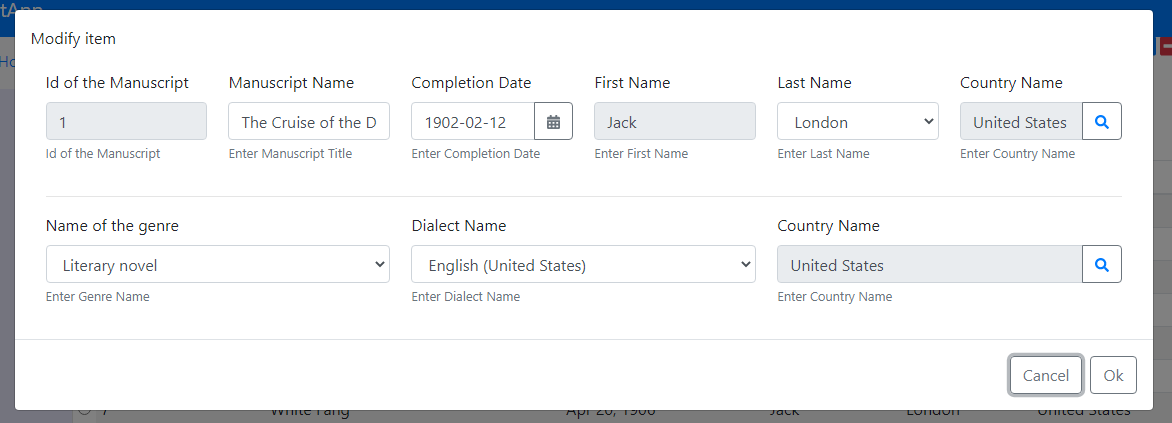 tApp
Modify item
Id of the Manuscript Manuscript Name Completion Date First Name Last Name Country Name
1 The Cruise of the D 1902-02-12 Jack London United States
Id of the Manuscript Enter Manuscript Title Enter Completion Date Enter First Name Enter Last Name Enter Country Name
Name of the genre Dialect Name Country Name
Literary novel English (United States) United States
Enter Genre Name Enter Dialect Name Enter Country Name
Cancel Ok
7 White Fang Apr 20, 1906 Jack London United States